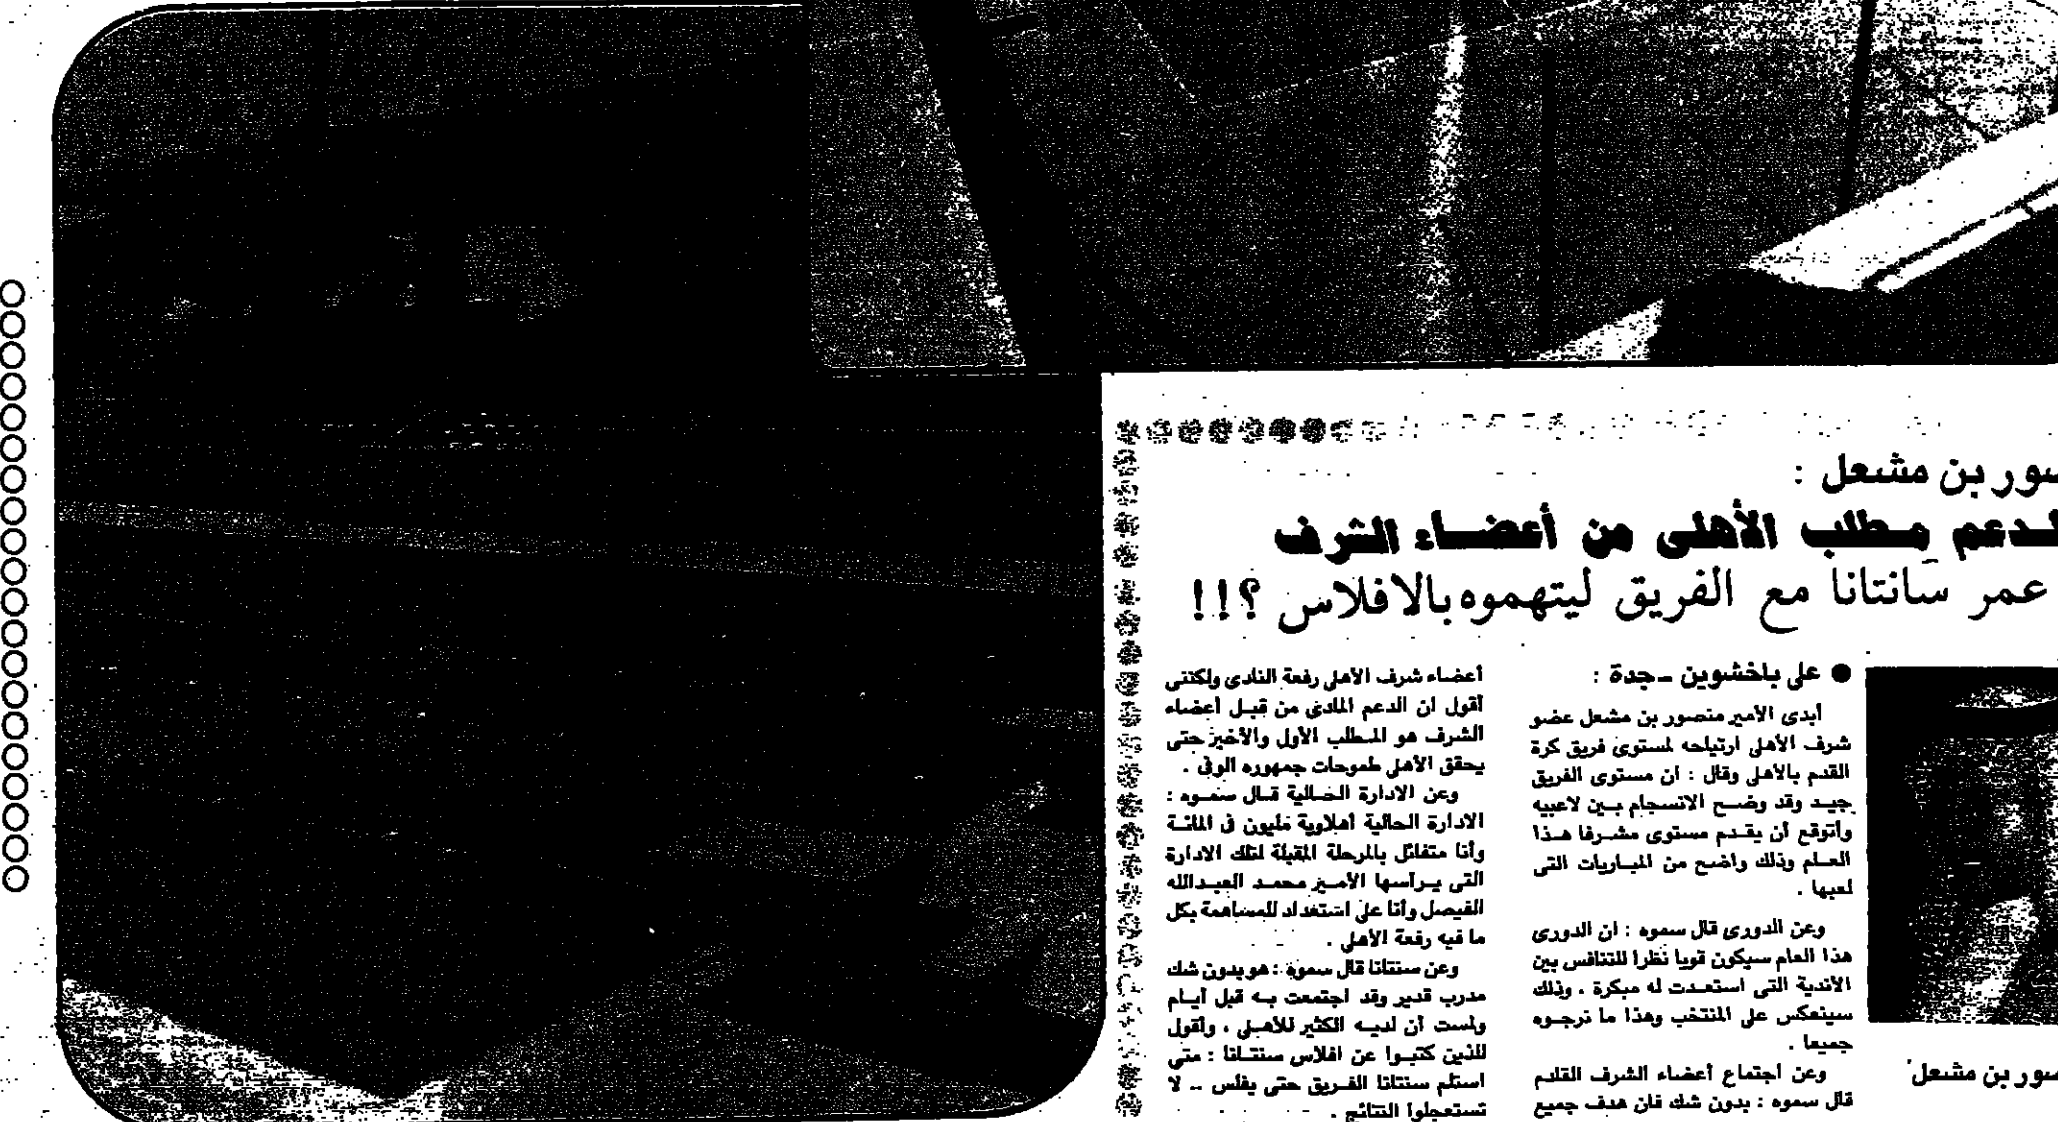 سور بن مشعل :
لدعم مطلب الأهلى من أعضاء الشرف
عمر سانتانا مع الفريق ليتهموه بالافلاس ؟!!
● على باخشوين - جدة :
أبدى الأمير منصور بن مشعل عضو
شرف الأهلى ارتياحه لمستوى فريق كرة
القدم بالأهلى وقال : ان مستوى الفريق
جيد وقد وضح الانسجام بين لاعبيه
وأتوقع أن يقدم مستوى مشرفا هذا
العام وذلك واضح من المباريات التى
لعبها .
وعن الدورى قال سموه : ان الدورى
هذا العام سيكون قويا نظرا للتنافس بين
الأندية التى استعدت له مبكرة . وذلك
سينعكس على المنتخب وهذا ما نرجوه
جميعا .
وعن اجتماع أعضاء الشرف القادم
قال سموه : بدون شك فان هدف جميع
أعضاء شرف الأهلى رفعة النادى ولكننى
أقول ان الدعم المادى من قبل أعضاء
الشرف هو المطلب الأول والأخير حتى
يحقق الأهلى طموحات جمهوره الوفى .
وعن الادارة الحالية قال سموه :
الادارة الحالية أهلاوية مليون فى المائة
وأنا متفائل بالمرحلة المقبلة لتلك الادارة
التى يرأسها الأمير محمد العبدالله
الفيصل وأنا على استعداد للمساهمة بكل
ما فيه رفعة الأهلى .
وعن سنتانا قال سموه : هو بدون شك
مدرب قدير وقد اجتمعت به قبل أيام
ولمست أن لديه الكثير للأهلى ، وأقول
للذين كتبوا عن افلاس سنتانا : متى
استلم سنتانا الفريق حتى يفلس .. لا
تستعجلوا النتائج .
سور بن مشعل